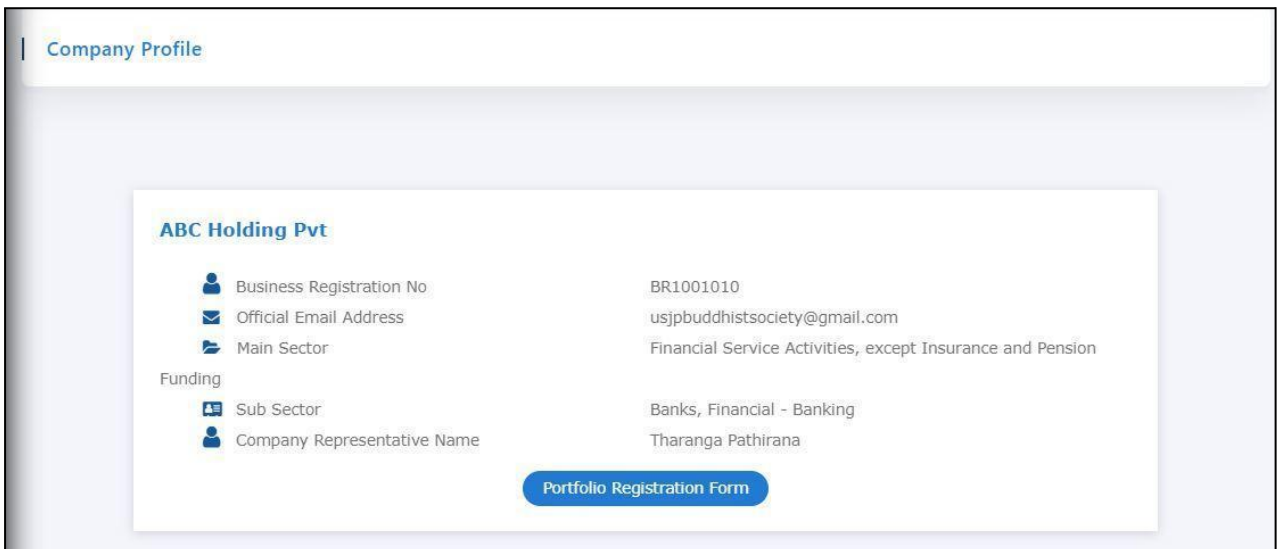 Company Profile
ABC Holding Pvt
Business Registration No BR1001010
Official Email Address usjpbuddhistsociety@gmail.com
Main Sector Financial Service Activities, except Insurance and Pension
Funding
Sub Sector Banks, Financial - Banking
Company Representative Name Tharanga Pathirana
Portfolio Registration Form